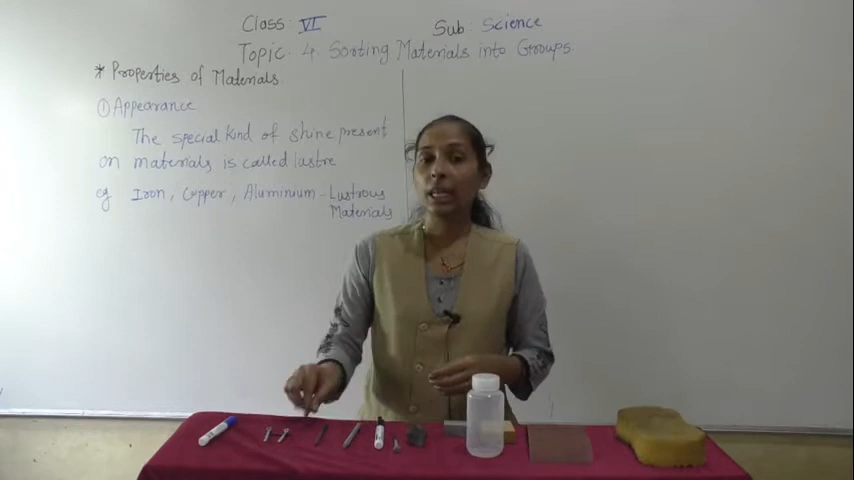 Class: VI Sub: Science
Topic: 4. Sorting Materials into Groups.
* Properties of Materials.
① Appearance
The special kind of shine present
on materials is called lustre
eg Iron, Copper, Aluminium - Lustrous
Materials